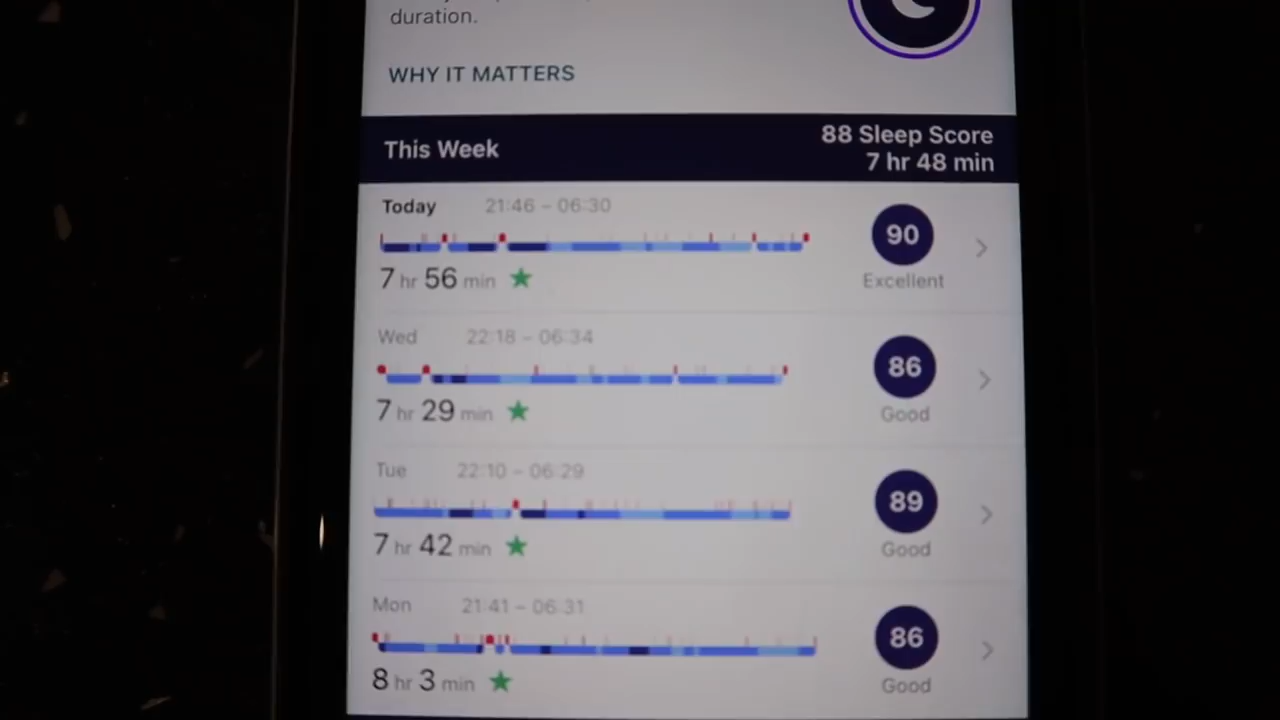 duration.
WHY IT MATTERS
This Week
88 Sleep Score
7 hr 48 min
Today 21:46 – 06:30
90
7 hr 56 min
Excellent
Wed 22:18 – 06:34
86
7 hr 29 min
Good
Tue 22:10 – 06:29
89
7 hr 42 min
Good
Mon 21:41 – 06:31
86
8 hr 3 min
Good